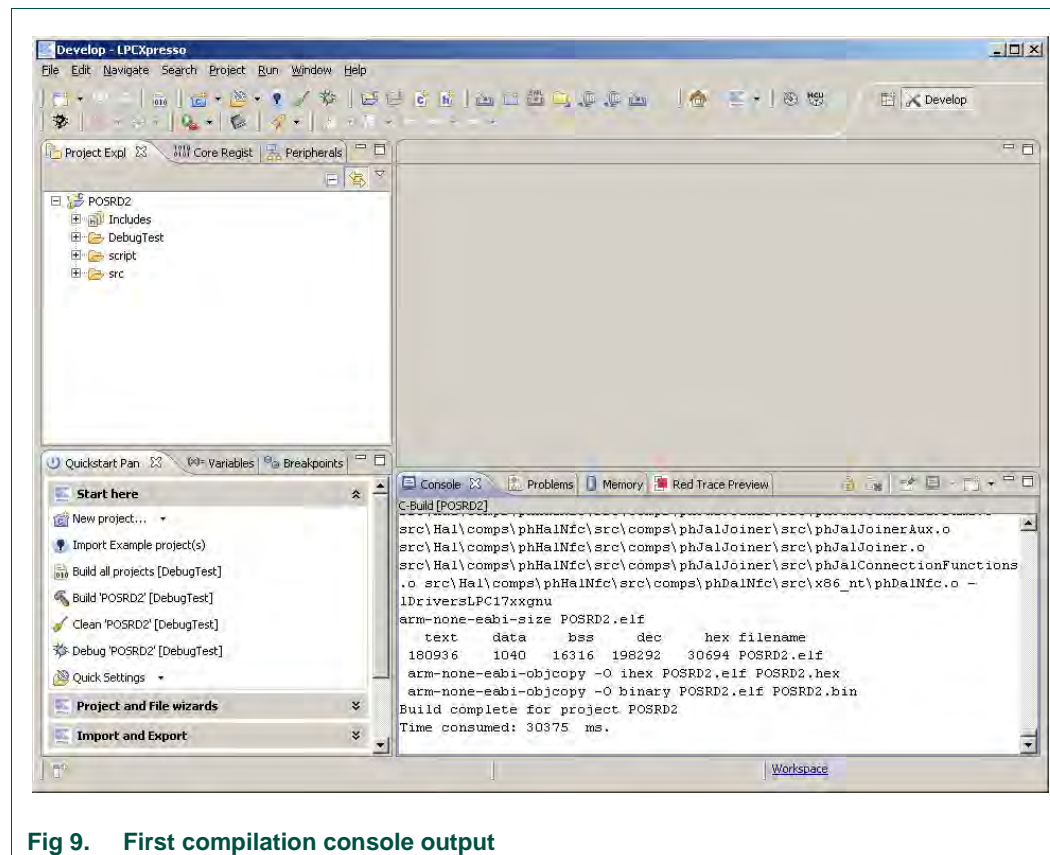 Develop - LPCXpresso
File Edit Navigate Search Project Run Window Help
Develop
Project Expl Core Regist Peripherals
POSRD2
Includes
DebugTest
script
src
Quickstart Pan (x)= Variables Breakpoints
Start here
New project...
Import Example project(s)
Build all projects [DebugTest]
Build 'POSRD2' [DebugTest]
Clean 'POSRD2' [DebugTest]
Debug 'POSRD2' [DebugTest]
Quick Settings
Project and File wizards
Import and Export
Console Problems Memory Red Trace Preview
C-Build [POSRD2]
src\Hal\comps\phHalNfc\src\comps\phJalJoiner\src\phJalJoinerAux.o
src\Hal\comps\phHalNfc\src\comps\phJalJoiner\src\phJalJoiner.o
src\Hal\comps\phHalNfc\src\comps\phJalJoiner\src\phJalConnectionFunctions
.o src\Hal\comps\phHalNfc\src\comps\phDalNfc\src\x86_nt\phDalNfc.o -
lDriversLPC17xxgnu
arm-none-eabi-size POSRD2.elf
text data bss dec hex filename
180936 1040 16316 198292 30694 POSRD2.elf
arm-none-eabi-objcopy -O ihex POSRD2.elf POSRD2.hex
arm-none-eabi-objcopy -O binary POSRD2.elf POSRD2.bin
Build complete for project POSRD2
Time consumed: 30375 ms.
Workspace
Fig 9. First compilation console output